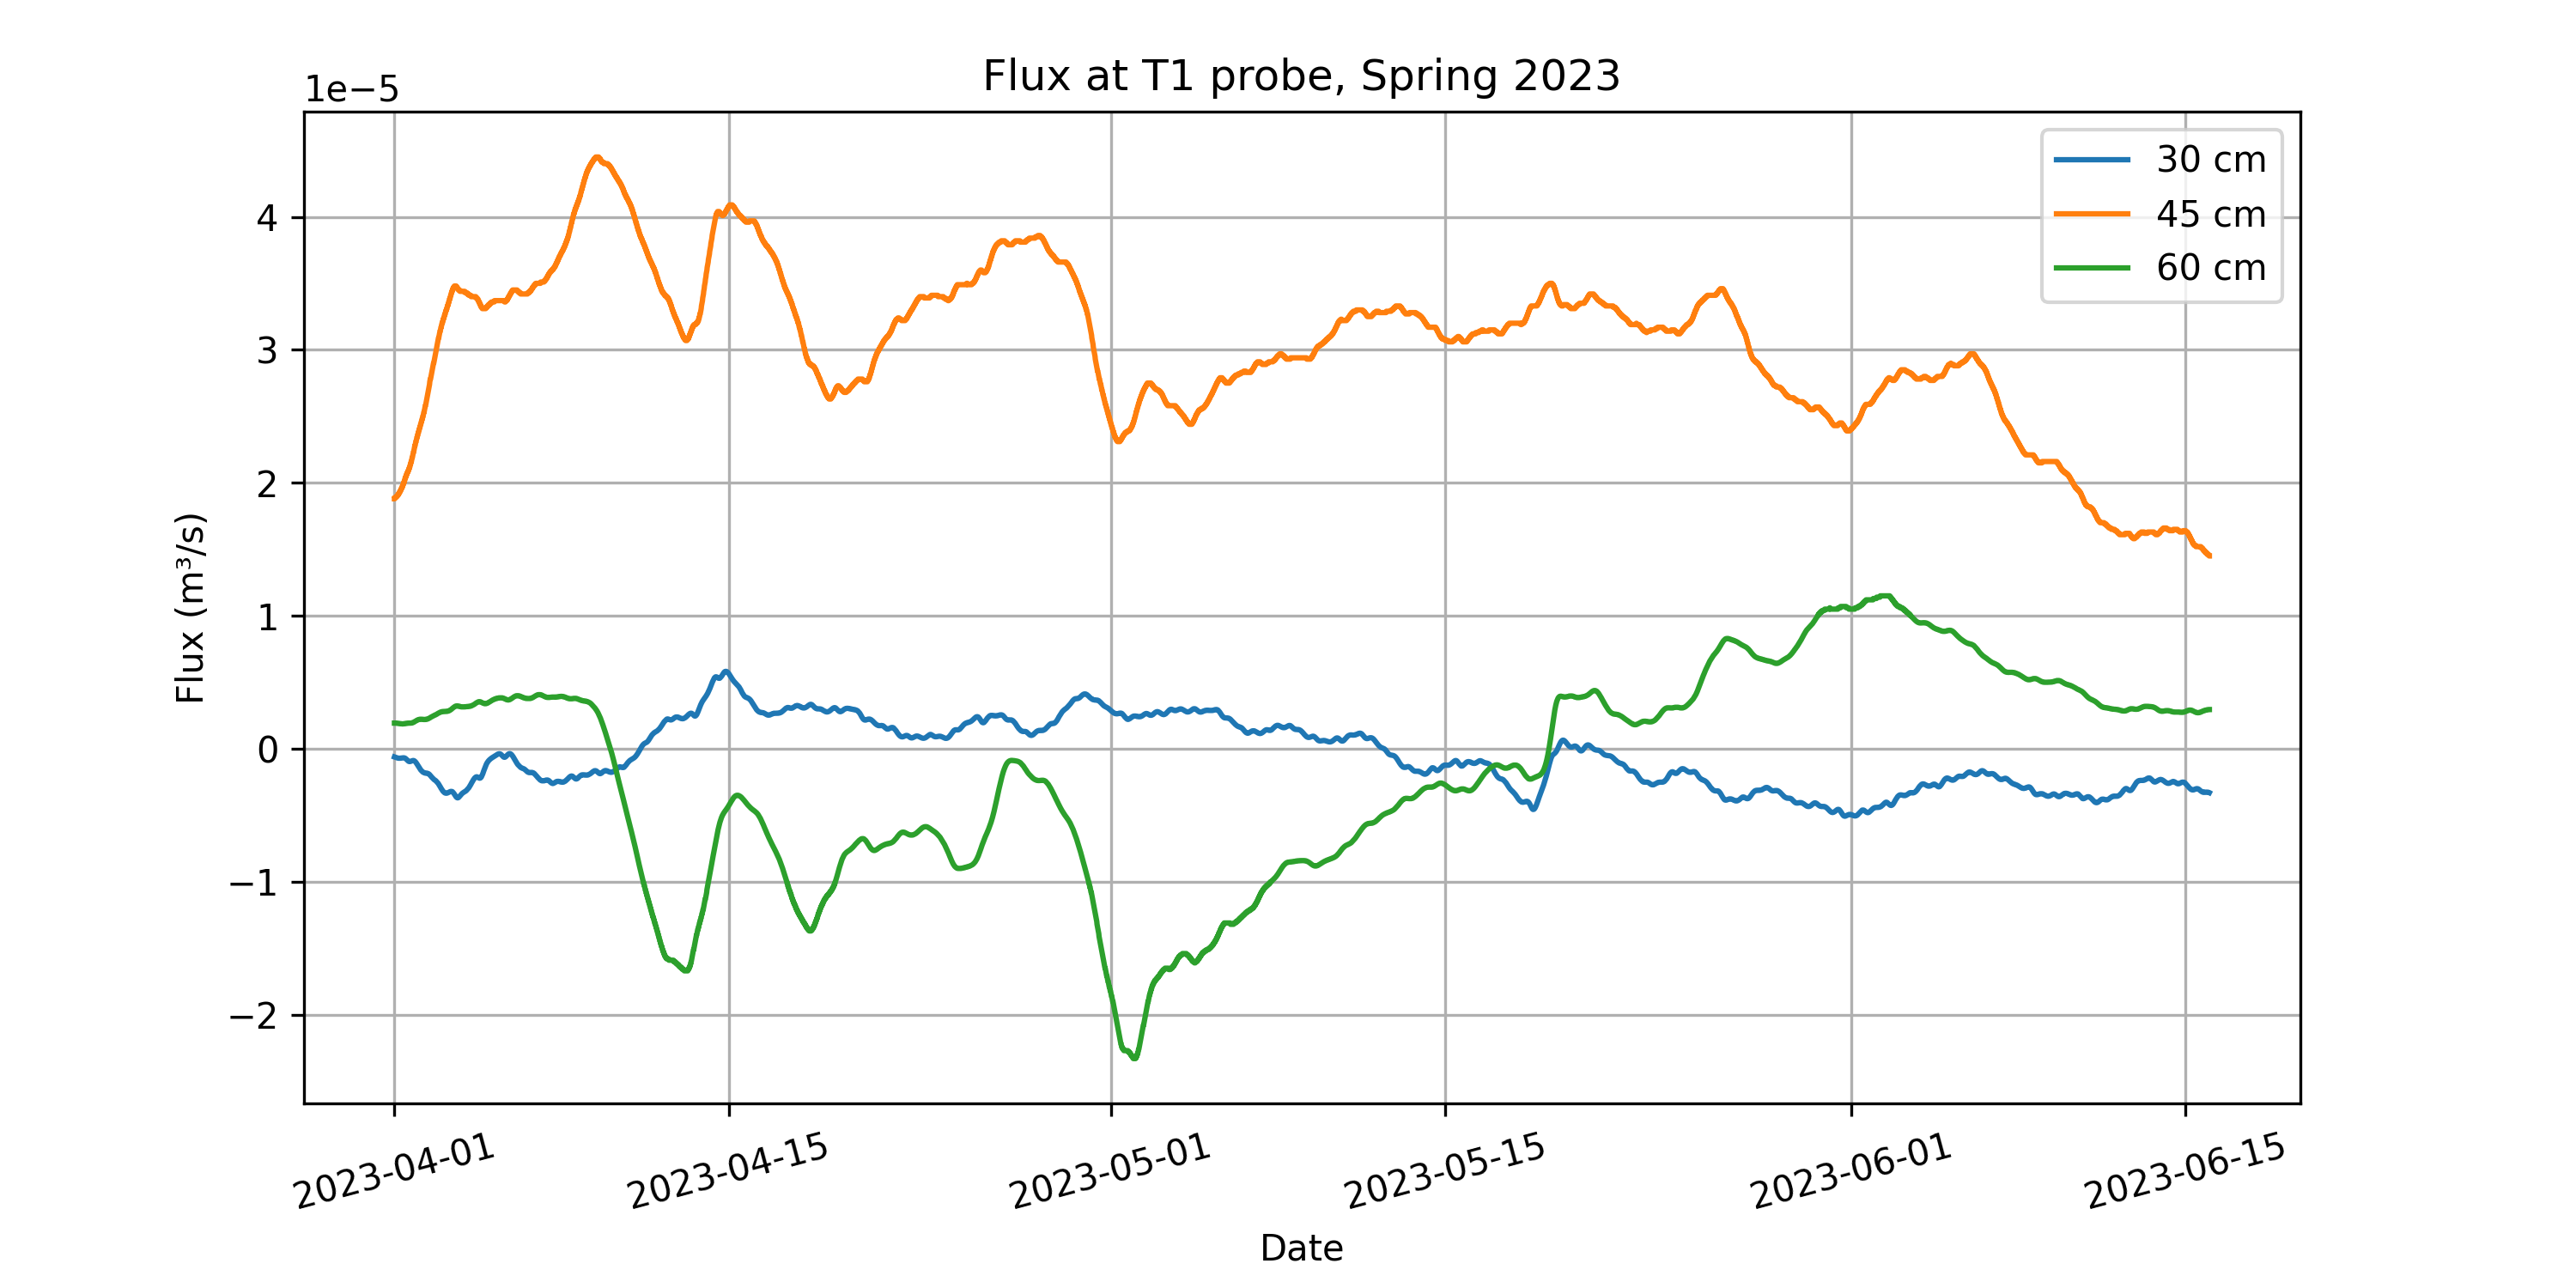 Flux at T1 probe, Spring 2023
1e−5
30 cm
45 cm
60 cm
4
3
2
1
0
−1
−2
Flux (m³/s)
2023-04-01
2023-04-15
2023-05-01
2023-05-15
2023-06-01
2023-06-15
Date